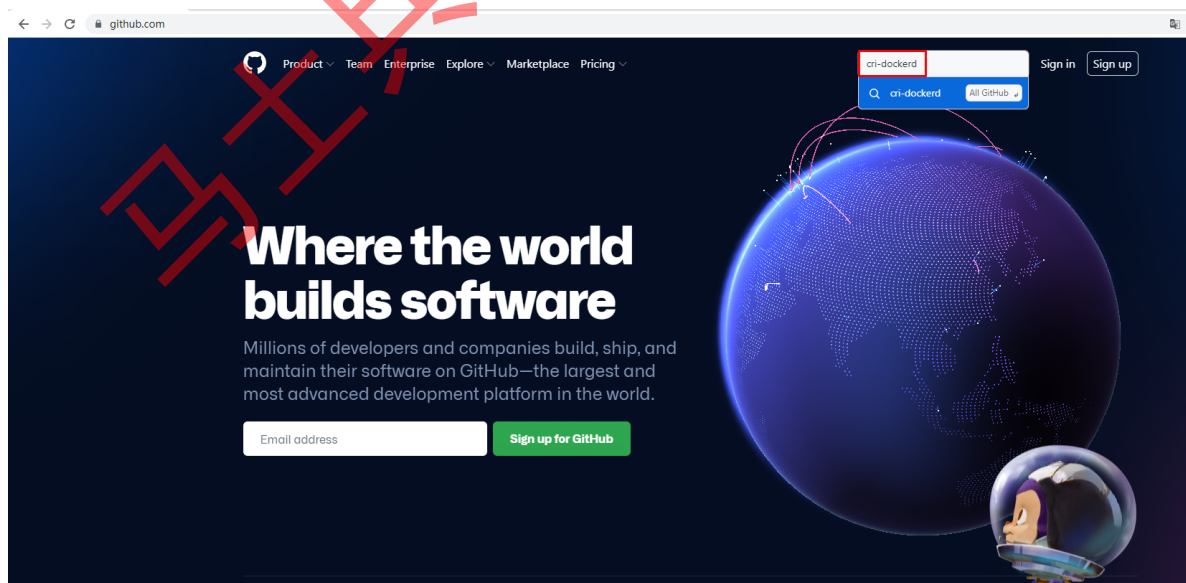 github.com
Product Team Enterprise Explore Marketplace Pricing
cri-dockerd
Sign in Sign up
cri-dockerd All GitHub
Where the world
builds software
Millions of developers and companies build, ship, and
maintain their software on GitHub—the largest and
most advanced development platform in the world.
Email address Sign up for GitHub
马士